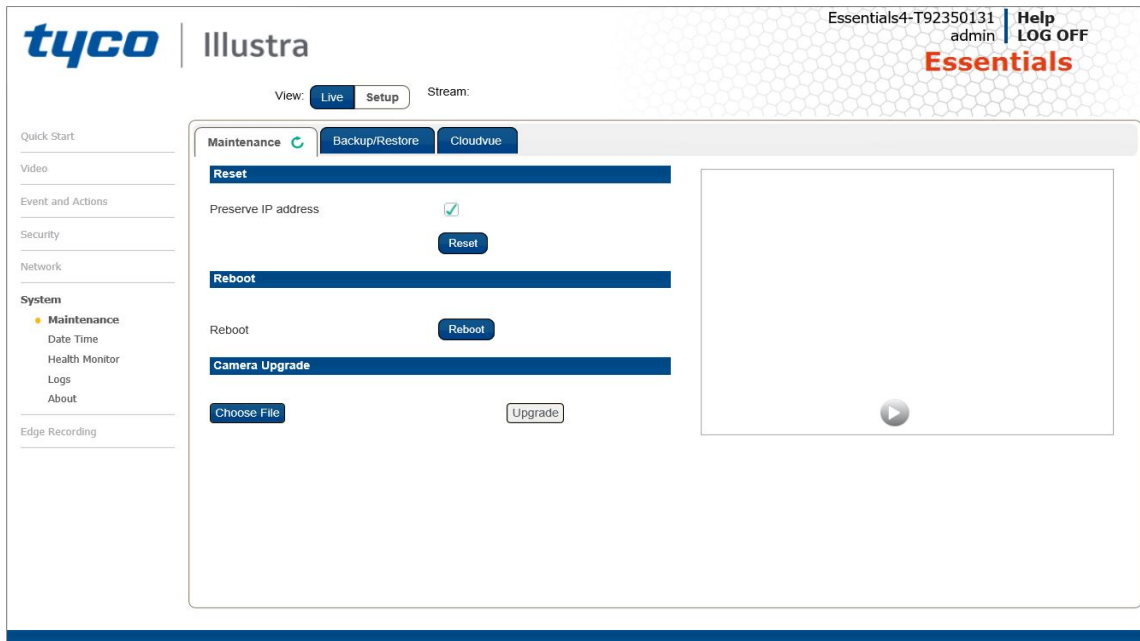 tyco | Illustra
Essentials4-T92350131 Help
admin LOG OFF
Essentials
View: Live Setup Stream:
Quick Start
Video
Event and Actions
Security
Network
System
Maintenance
Date Time
Health Monitor
Logs
About
Edge Recording
Maintenance Backup/Restore Cloudvue
Reset
Preserve IP address
Reset
Reboot
Reboot Reboot
Camera Upgrade
Choose File Upgrade